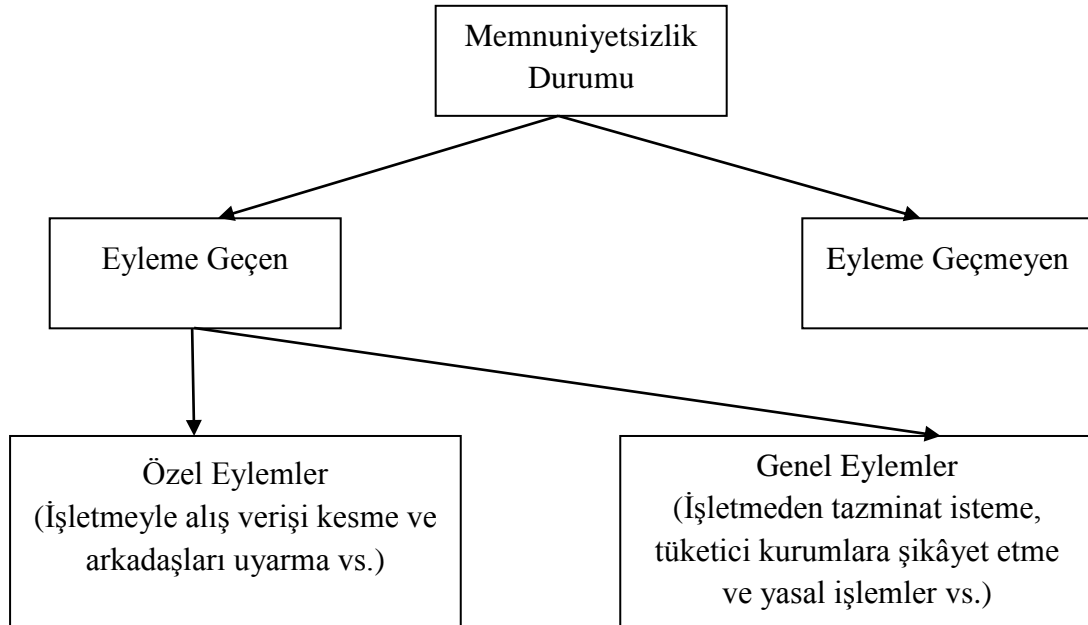 Memnuniyetsizlik
Durumu
Eyleme Geçen
Eyleme Geçmeyen
Özel Eylemler
(İşletmeyle alış verişi kesme ve
arkadaşları uyarma vs.)
Genel Eylemler
(İşletmeden tazminat isteme,
tüketici kurumlara şikâyet etme
ve yasal işlemler vs.)